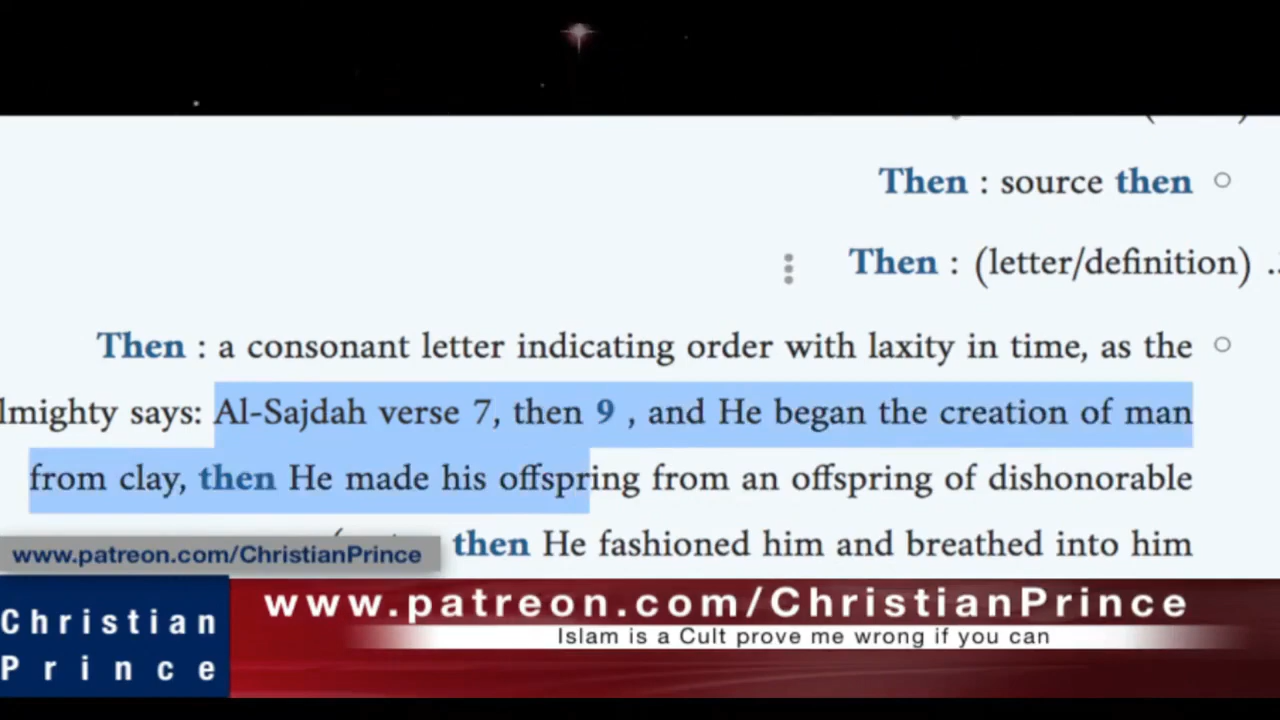 Then : source then
Then : (letter/definition)
Then : a consonant letter indicating order with laxity in time, as the
lmighty says: Al-Sajdah verse 7, then 9 , and He began the creation of man
from clay, then He made his offspring from an offspring of dishonorable
then He fashioned him and breathed into him
www.patreon.com/ChristianPrince
www.patreon.com/ChristianPrince
Christian
Prince
Islam is a Cult prove me wrong if you can